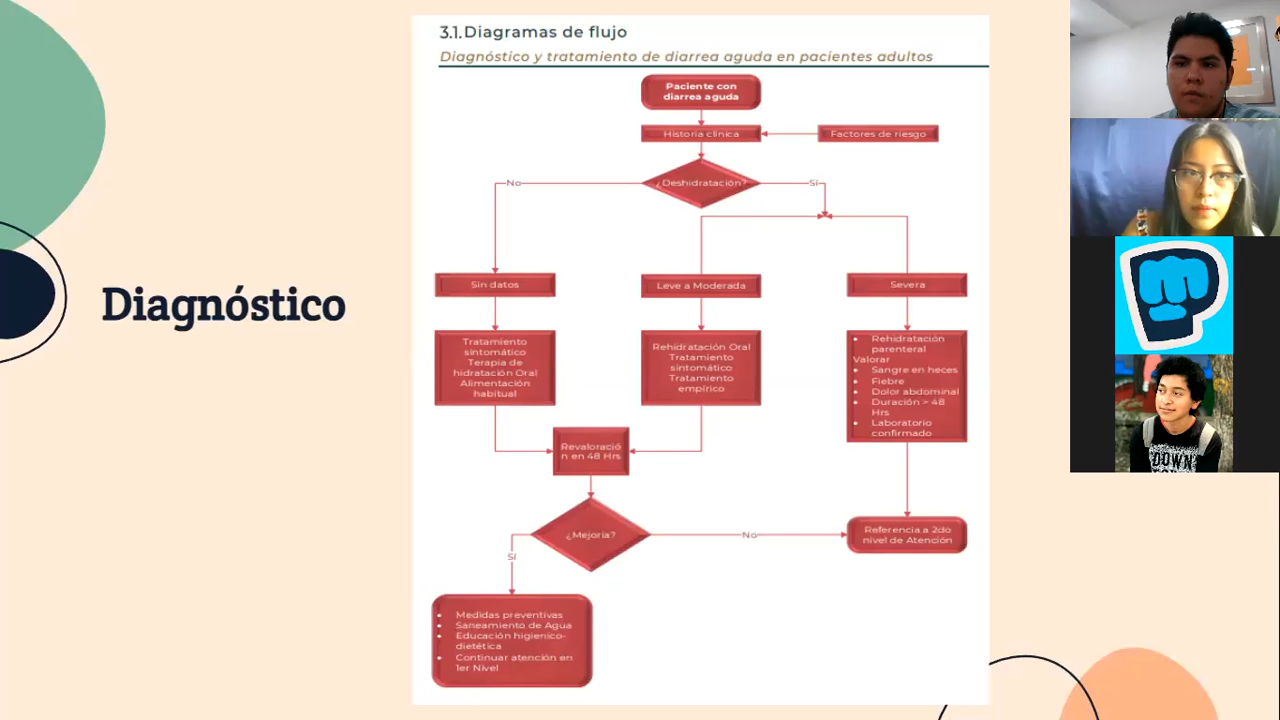 3.1.Diagramas de flujo
Diagnóstico y tratamiento de diarrea aguda en pacientes adultos
Paciente con
diarrea aguda
Historia clínica
Factores de riesgo
¿Deshidratación?
No
Sí
Sin datos
Leve a Moderada
Severa
Diagnóstico
Tratamiento
sintomático
Terapia de
hidratación Oral
Alimentación
habitual
Rehidratación Oral
Tratamiento
sintomático
Tratamiento
empírico
• Rehidratación
parenteral
Valorar
• Sangre en heces
• Fiebre
• Dolor abdominal
• Duración > 48
Hrs
• Laboratorio
confirmado
Revaloració
n en 48 Hrs
¿Mejoría?
No
Sí
Referencia a 2do
nivel de Atención
• Medidas preventivas
• Saneamiento de Agua
• Educación higienico-
dietética
• Continuar atención en
1er Nivel
DOWN